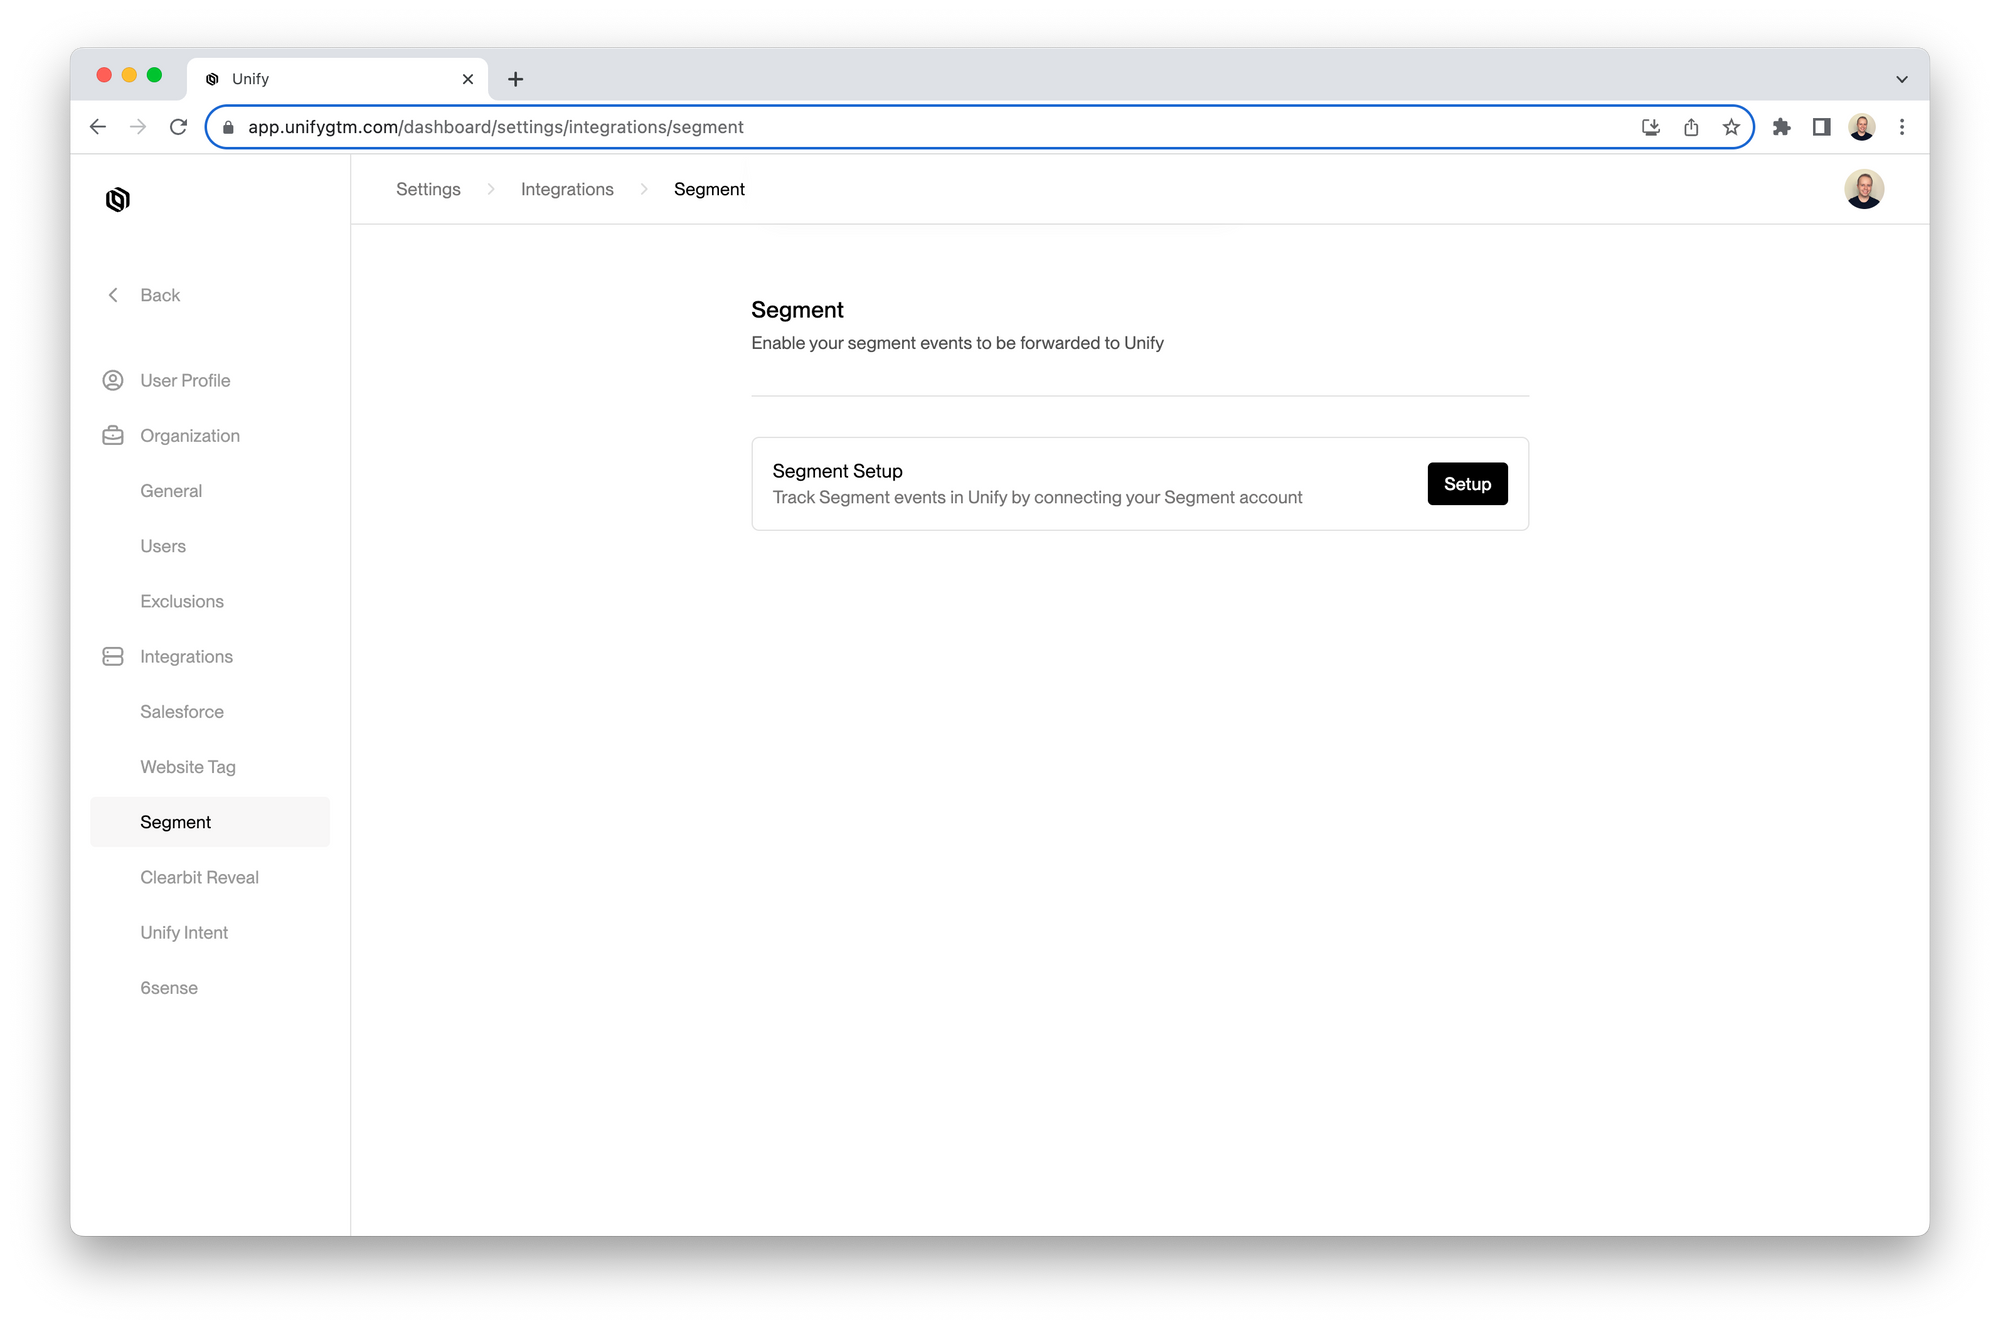 Unify
app.unifygtm.com/dashboard/settings/integrations/segment
Settings
Integrations
Segment
Back
User Profile
Organization
General
Users
Exclusions
Integrations
Salesforce
Website Tag
Segment
Clearbit Reveal
Unify Intent
6sense
Segment
Enable your segment events to be forwarded to Unify
Segment Setup
Track Segment events in Unify by connecting your Segment account
Setup